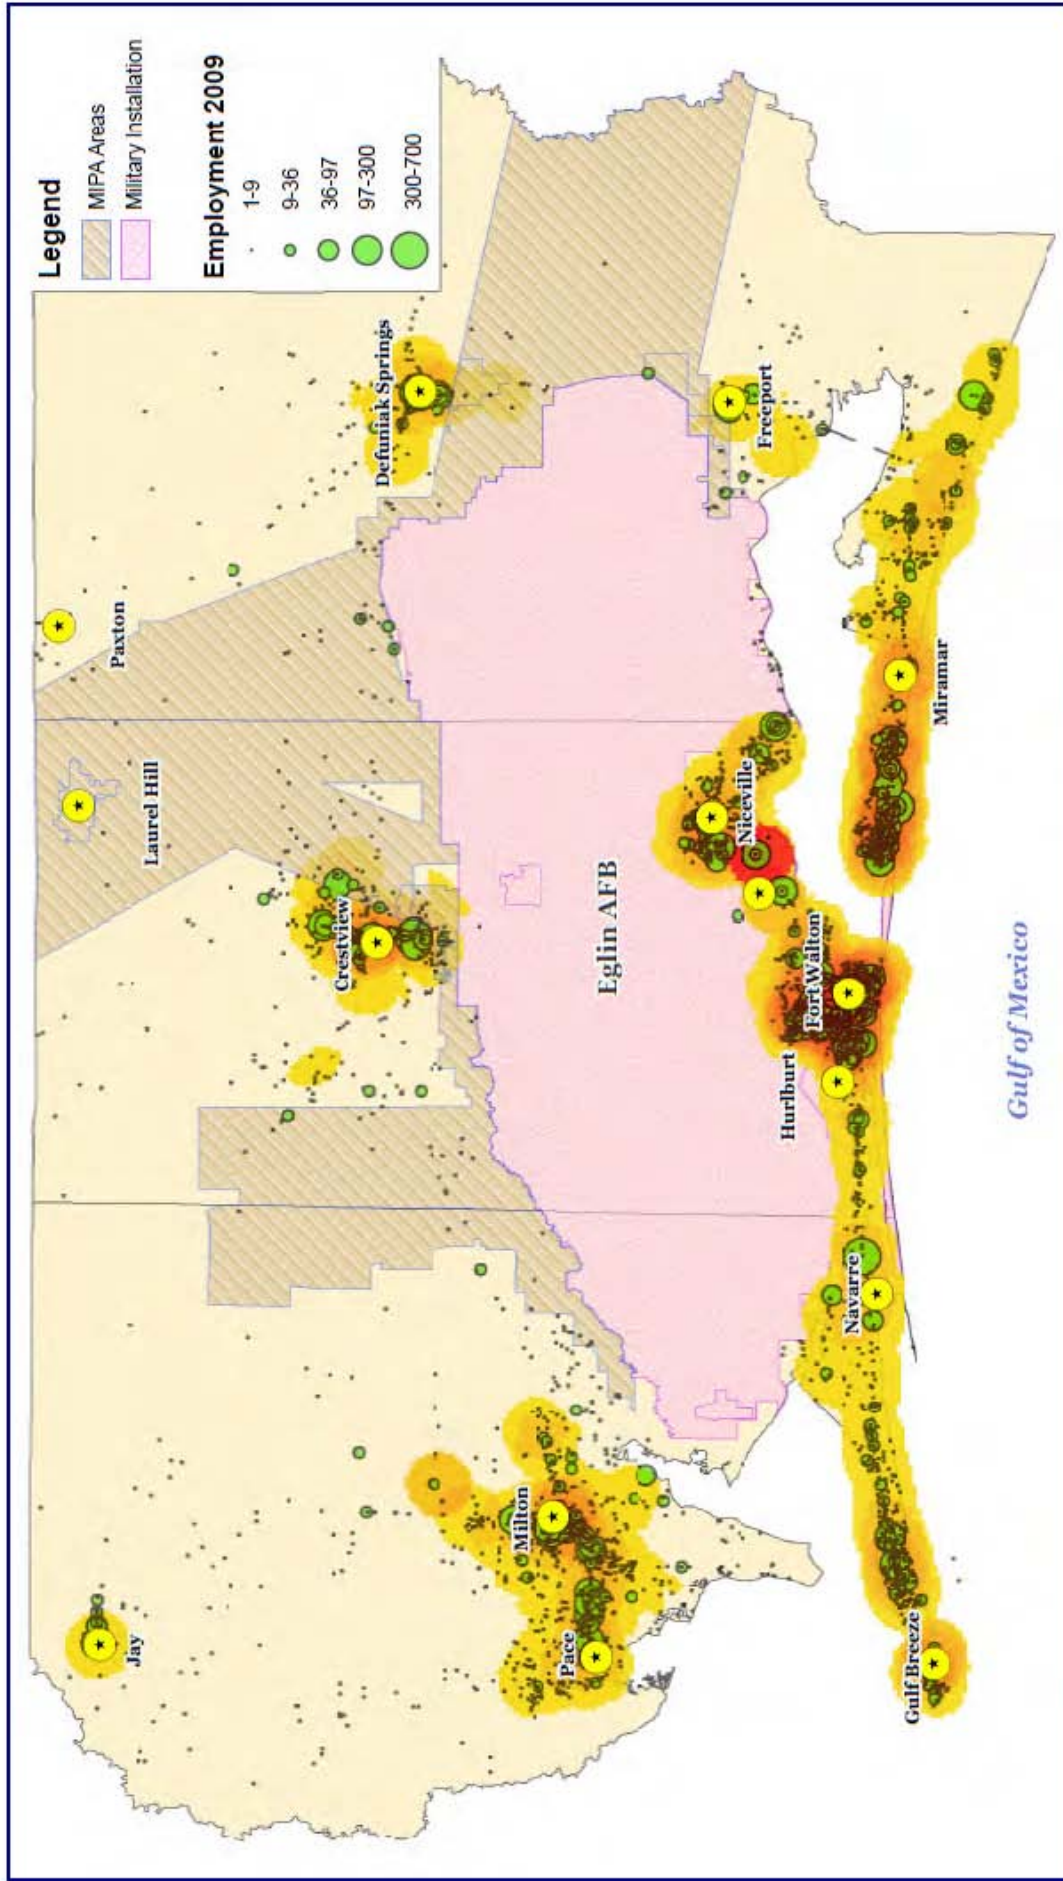 Legend
MIPA Areas
Military Installation
Employment 2009
1-9
9-36
36-97
97-300
300-700
Jay
Laurel Hill
Paxton
Crestview
Defuniak Springs
Milton
Pace
Eglin AFB
Niceville
Freeport
Hurlburt
Fort Walton
Navarre
Gulf Breeze
Miramar
Gulf of Mexico